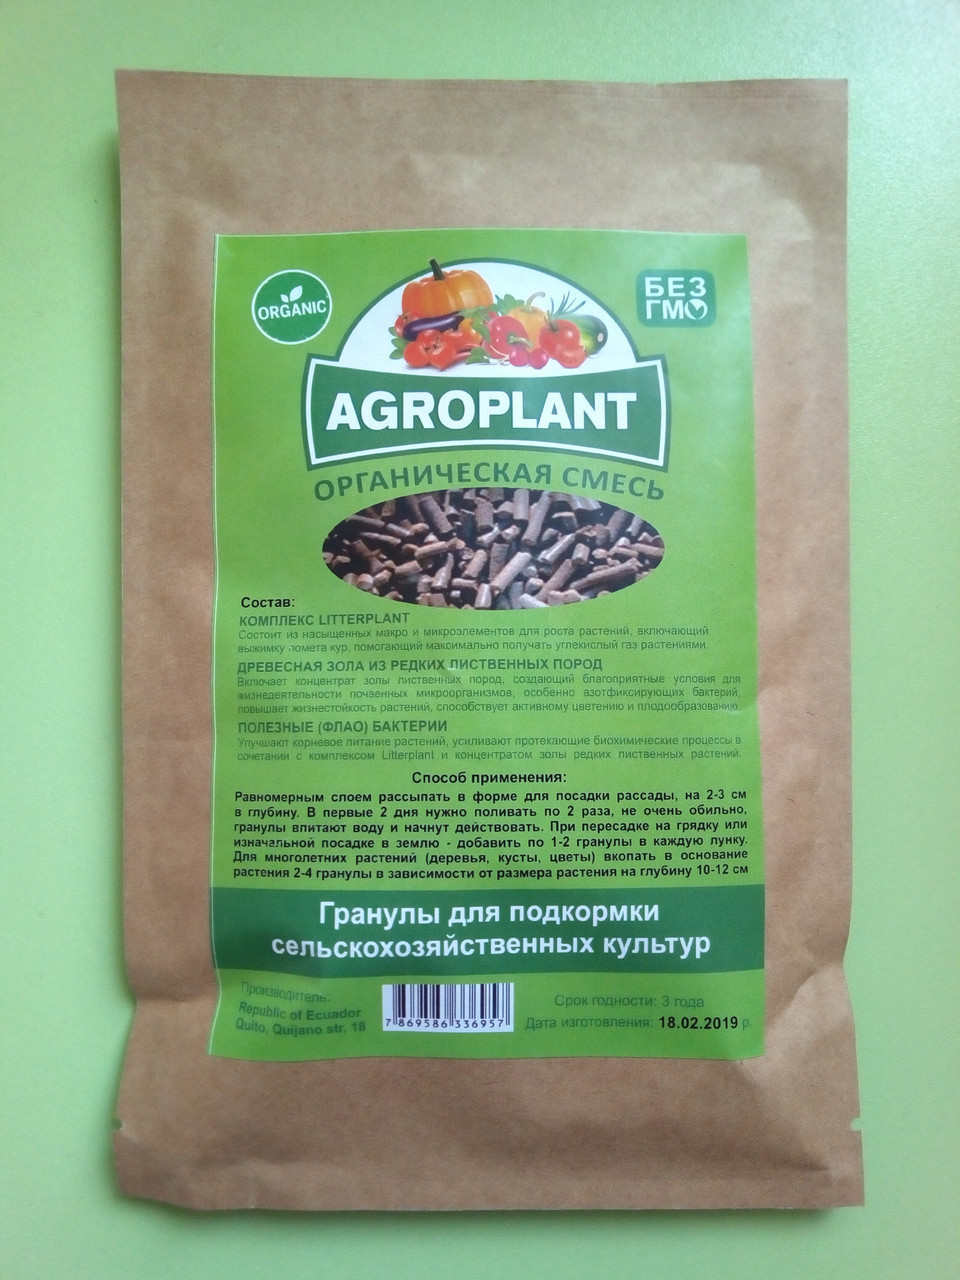 ORGANIC
БЕЗ
ГМО
AGROPLANT
ОРГАНИЧЕСКАЯ СМЕСЬ
Состав:
КОМПЛЕКС LITTERPLANT
Состоит из насыщенных макро и микроэлементов для роста растений, включающий
выжимку помета кур, помогающий максимально получать углекислый газ растениями.
ДРЕВЕСНАЯ ЗОЛА ИЗ РЕДКИХ ЛИСТВЕННЫХ ПОРОД
Включает концентрат золы лиственных пород, создающий благоприятные условия для
жизнедеятельности почвенных микроорганизмов, особенно азотфиксирующих бактерий,
повышает жизнестойкость растений, способствует активному цветению и плодообразованию.
ПОЛЕЗНЫЕ (ФЛАО) БАКТЕРИИ
Улучшают корневое питание растений, усиливают протекающие биохимические процессы в
сочетании с комплексом Litterplant и концентратом золы редких лиственных растений.
Способ применения:
Равномерным слоем рассыпать в форме для посадки рассады, на 2-3 см
в глубину. В первые 2 дня нужно поливать по 2 раза, не очень обильно,
гранулы впитают воду и начнут действовать. При пересадке на грядку или
изначальной посадке в землю - добавить по 1-2 гранулы в каждую лунку.
Для многолетних растений (деревья, кусты, цветы) вкопать в основание
растения 2-4 гранулы в зависимости от размера растения на глубину 10-12 см
Гранулы для подкормки
сельскохозяйственных культур
Производитель:
Republic of Ecuador
Quito, Quijano str. 18
7 869586 336957
Срок годности: 3 года
Дата изготовления: 18.02.2019 р.